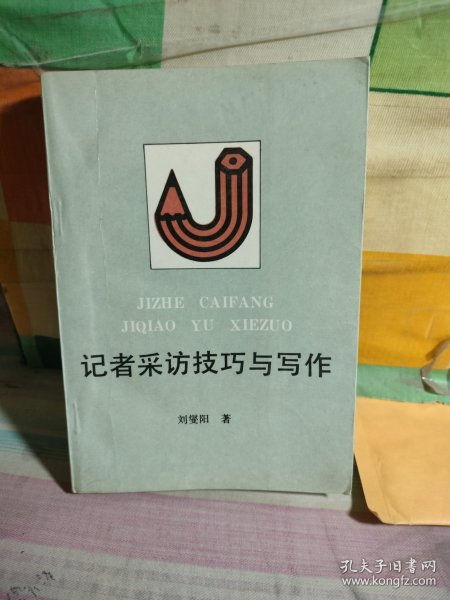 JIZHE CAIFANG
JIQIAO YU XIEZUO
记者采访技巧与写作
刘燮阳 著
孔夫子旧书网
www.kongfz.com